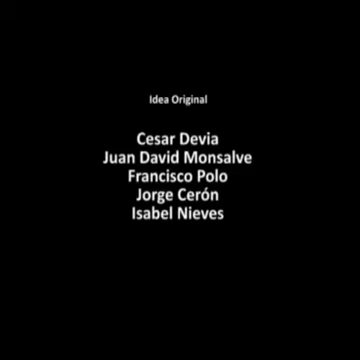 Idea Original
Cesar Devia
Juan David Monsalve
Francisco Polo
Jorge Cerón
Isabel Nieves